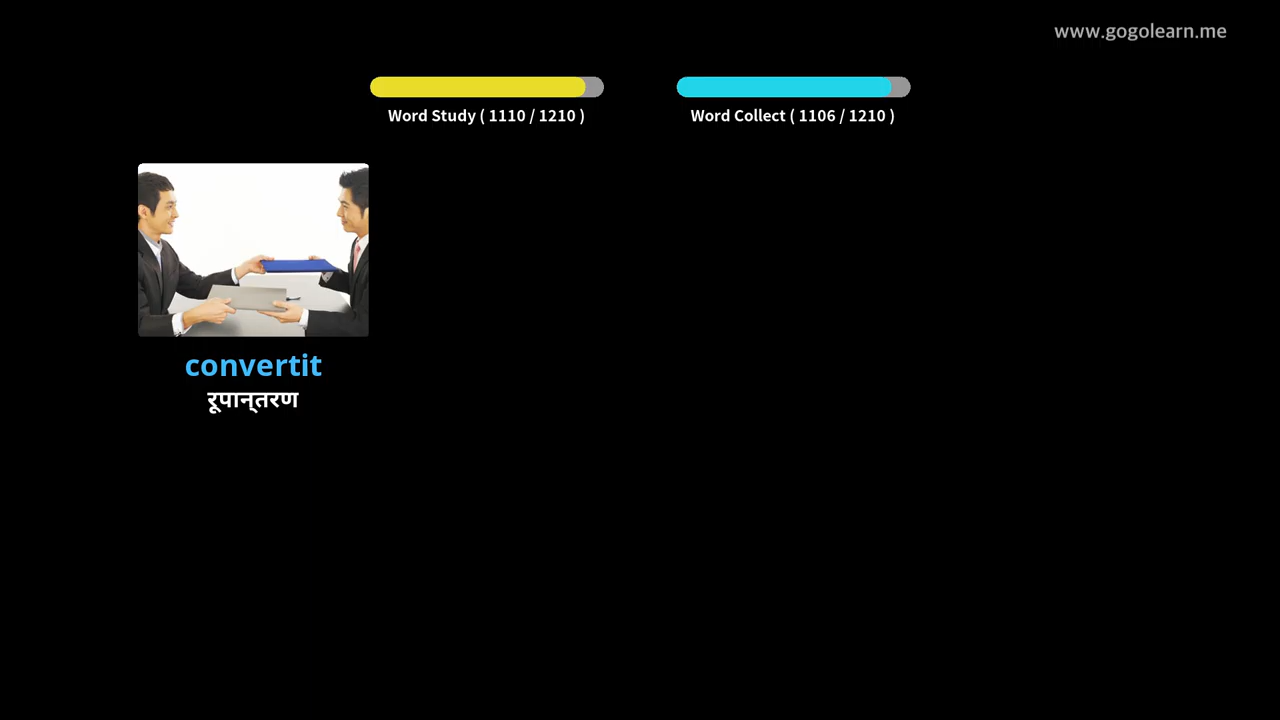 www.gogolearn.me
Word Study ( 1110 / 1210 )
Word Collect ( 1106 / 1210 )
convertit
रूपान्तरण